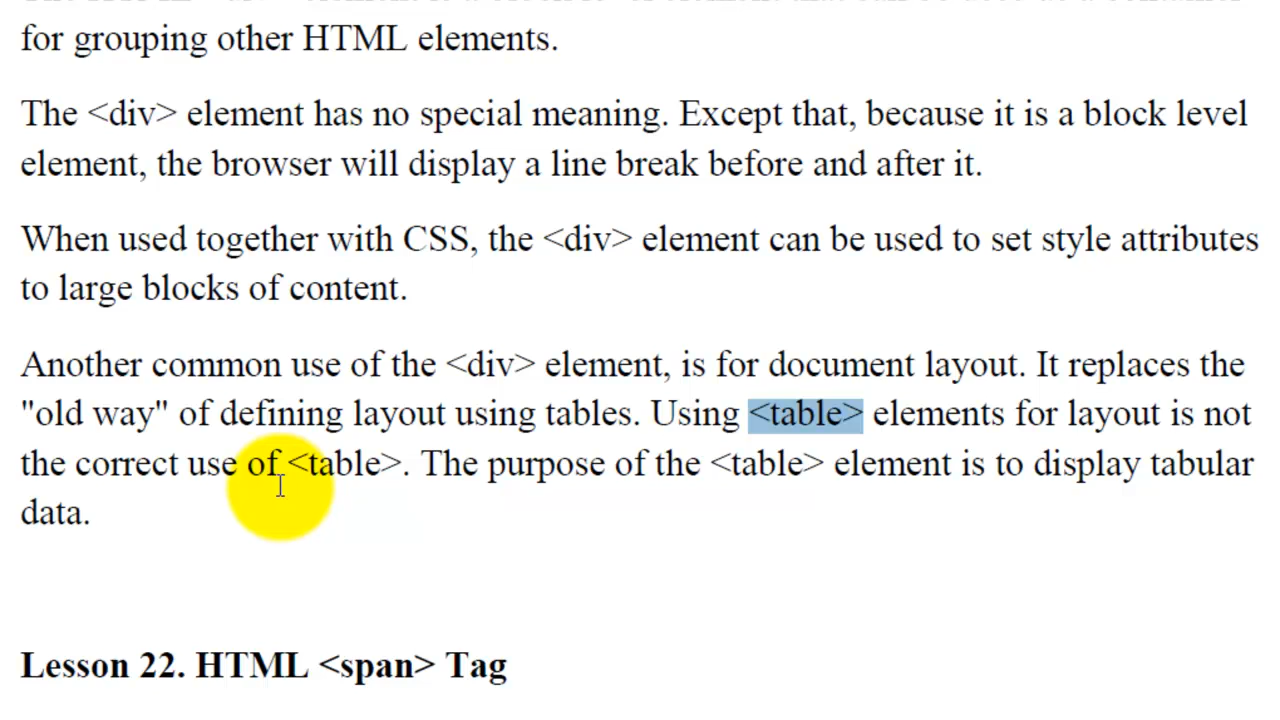 for grouping other HTML elements.
The <div> element has no special meaning. Except that, because it is a block level
element, the browser will display a line break before and after it.
When used together with CSS, the <div> element can be used to set style attributes
to large blocks of content.
Another common use of the <div> element, is for document layout. It replaces the
"old way" of defining layout using tables. Using <table> elements for layout is not
the correct use of <table>. The purpose of the <table> element is to display tabular
data.
Lesson 22. HTML <span> Tag